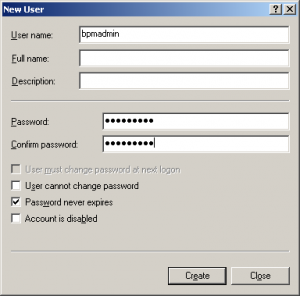 New User
User name: bpmadmin
Full name:
Description:
Password: ●●●●●●●●●
Confirm password: ●●●●●●●●●
User must change password at next logon
User cannot change password
Password never expires
Account is disabled
Create Close